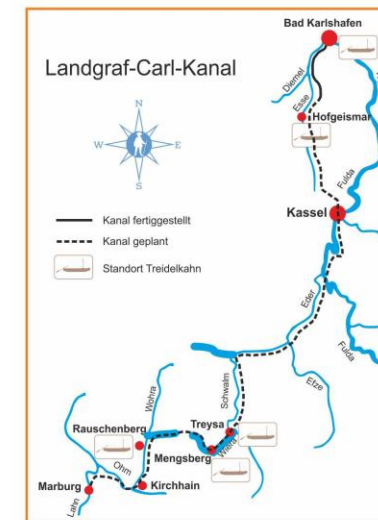 Bad Karlshafen
Landgraf-Carl-Kanal
Diemel
Esse
Hofgeismar
N
W
E
S
Fulda
Kassel
Kanal fertiggestellt
Kanal geplant
Standort Treidelkahn
Eder
Fulda
Schwalm
Efze
Wohra
Rauschenberg
Treysa
Wiera
Ohm
Mengsberg
Marburg
Kirchhain
Lahn